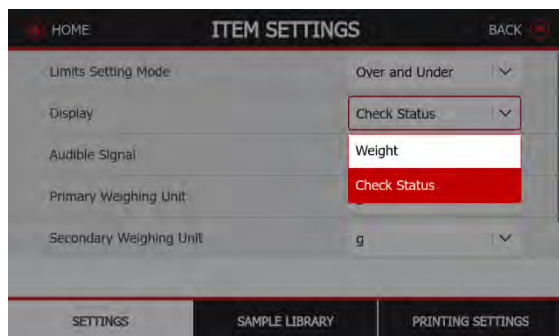 HOME
ITEM SETTINGS
BACK
Limits Setting Mode
Over and Under
Display
Check Status
Audible Signal
Weight
Check Status
Primary Weighing Unit
Secondary Weighing Unit
g
SETTINGS
SAMPLE LIBRARY
PRINTING SETTINGS